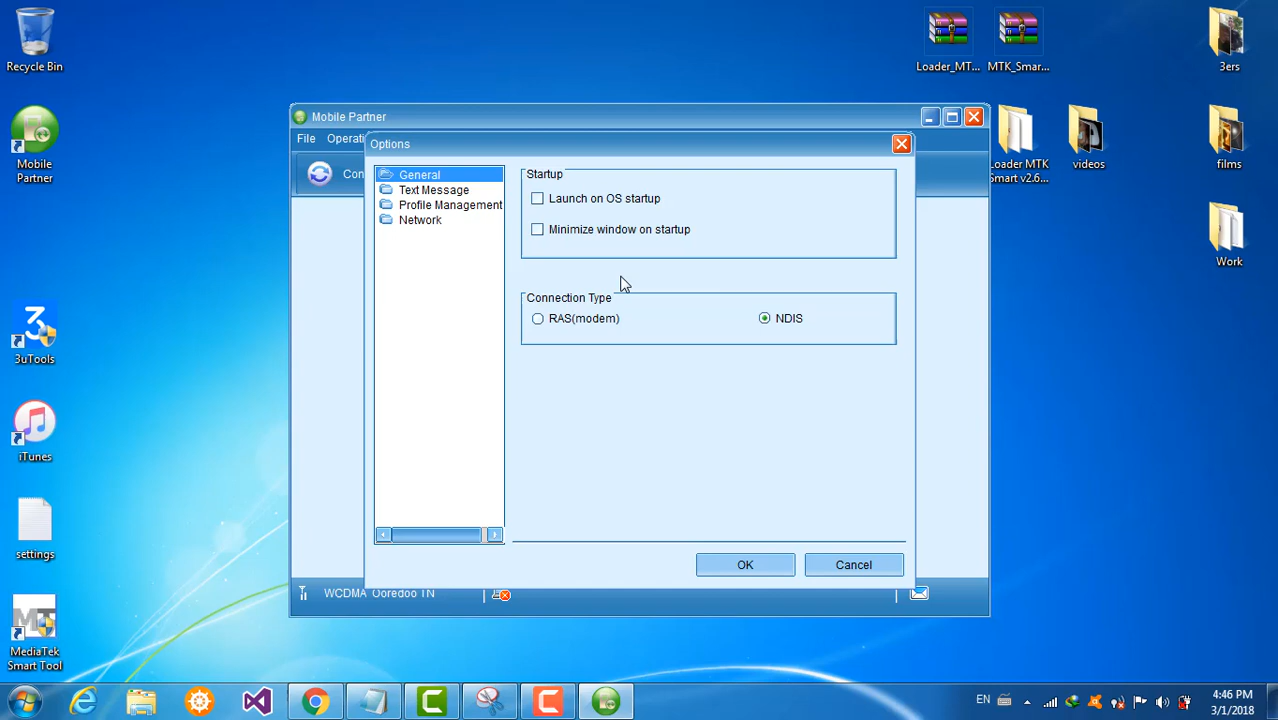 Recycle Bin
Mobile
Partner
3uTools
iTunes
settings
MediaTek
Smart Tool
Loader_MT...
MTK_Smar...
3ers
Loader MTK
Smart v2.6...
videos
films
Work
Mobile Partner
File Operati
Con
Options
General
Text Message
Profile Management
Network
Startup
Launch on OS startup
Minimize window on startup
Connection Type
RAS(modem)
NDIS
OK
Cancel
WCDMA Ooredoo TN
EN
4:46 PM
3/1/2018